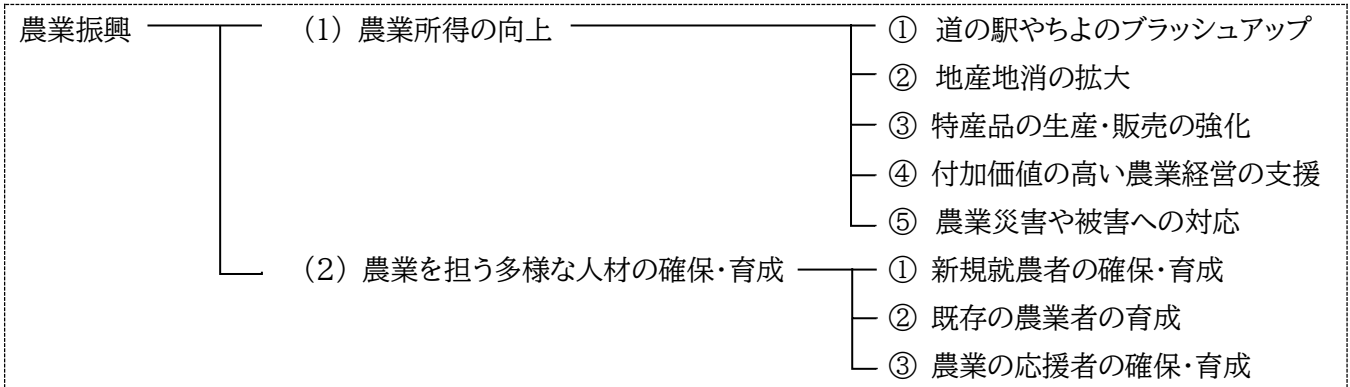 農業振興 （1） 農業所得の向上 ① 道の駅やちよのブラッシュアップ
② 地産地消の拡大
③ 特産品の生産・販売の強化
④ 付加価値の高い農業経営の支援
⑤ 農業災害や被害への対応
（2） 農業を担う多様な人材の確保・育成 ① 新規就農者の確保・育成
② 既存の農業者の育成
③ 農業の応援者の確保・育成